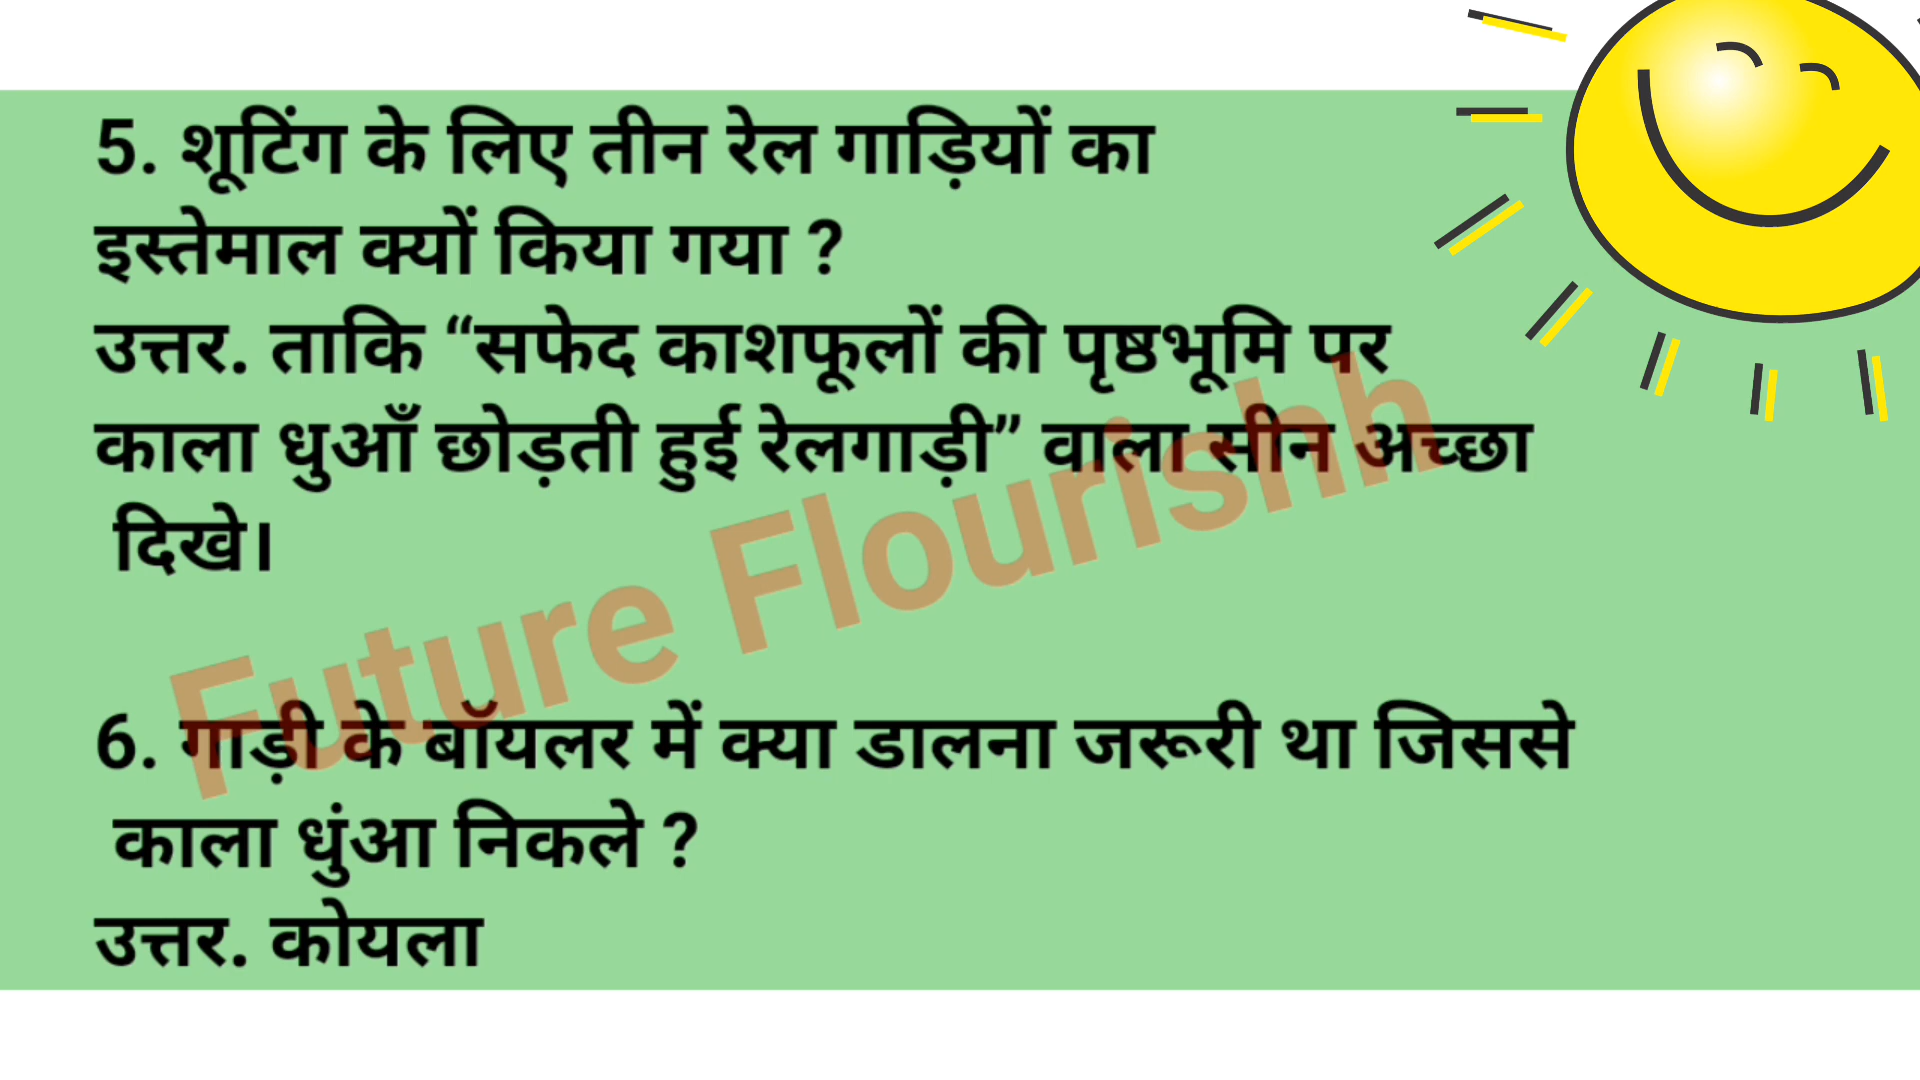 5. शूटिंग के लिए तीन रेल गाड़ियों का
इस्तेमाल क्यों किया गया ?
उत्तर. ताकि “सफेद काशफूलों की पृष्ठभूमि पर
काला धुआँ छोड़ती हुई रेलगाड़ी” वाला सीन अच्छा
दिखे।
Future Flourishh
6. गाड़ी के बॉयलर में क्या डालना जरूरी था जिससे
काला धुंआ निकले ?
उत्तर. कोयला